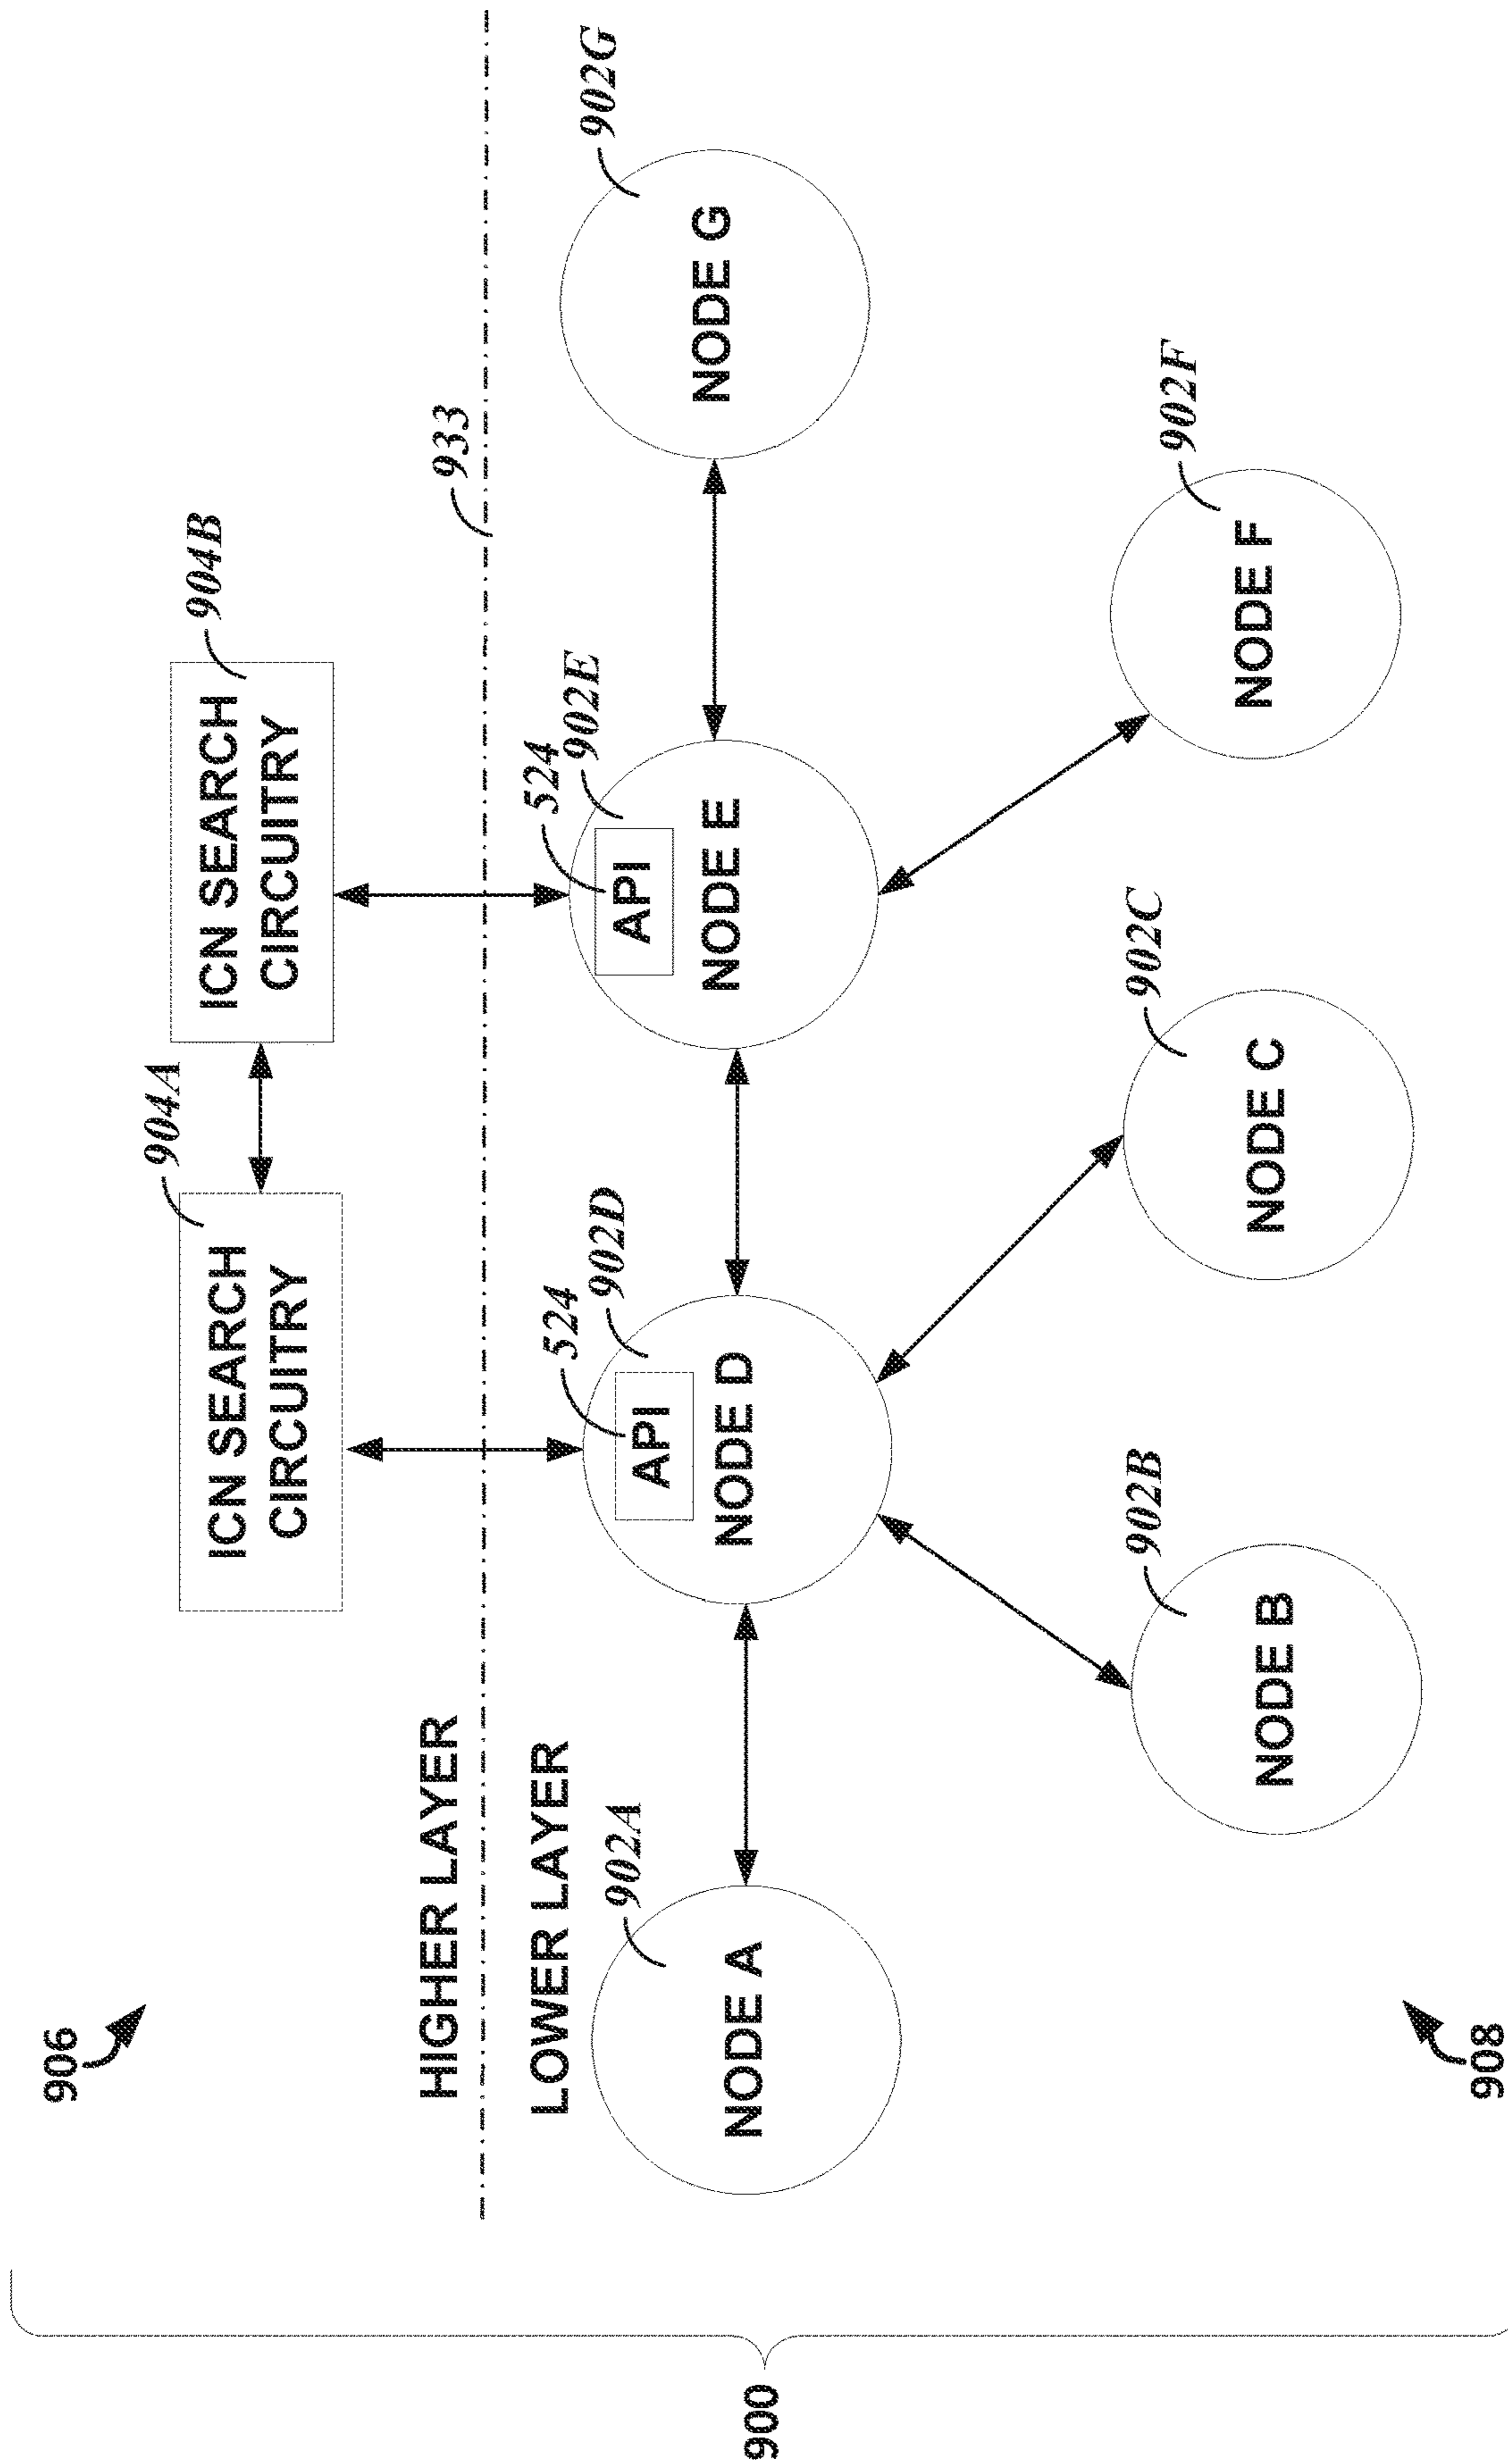 900
906
904A
904B
ICN SEARCH
CIRCUITRY
ICN SEARCH
CIRCUITRY
HIGHER LAYER
933
LOWER LAYER
902A
NODE A
524
902D
API
NODE D
524
902E
API
NODE E
902G
NODE G
902B
NODE B
902C
NODE C
902F
NODE F
908